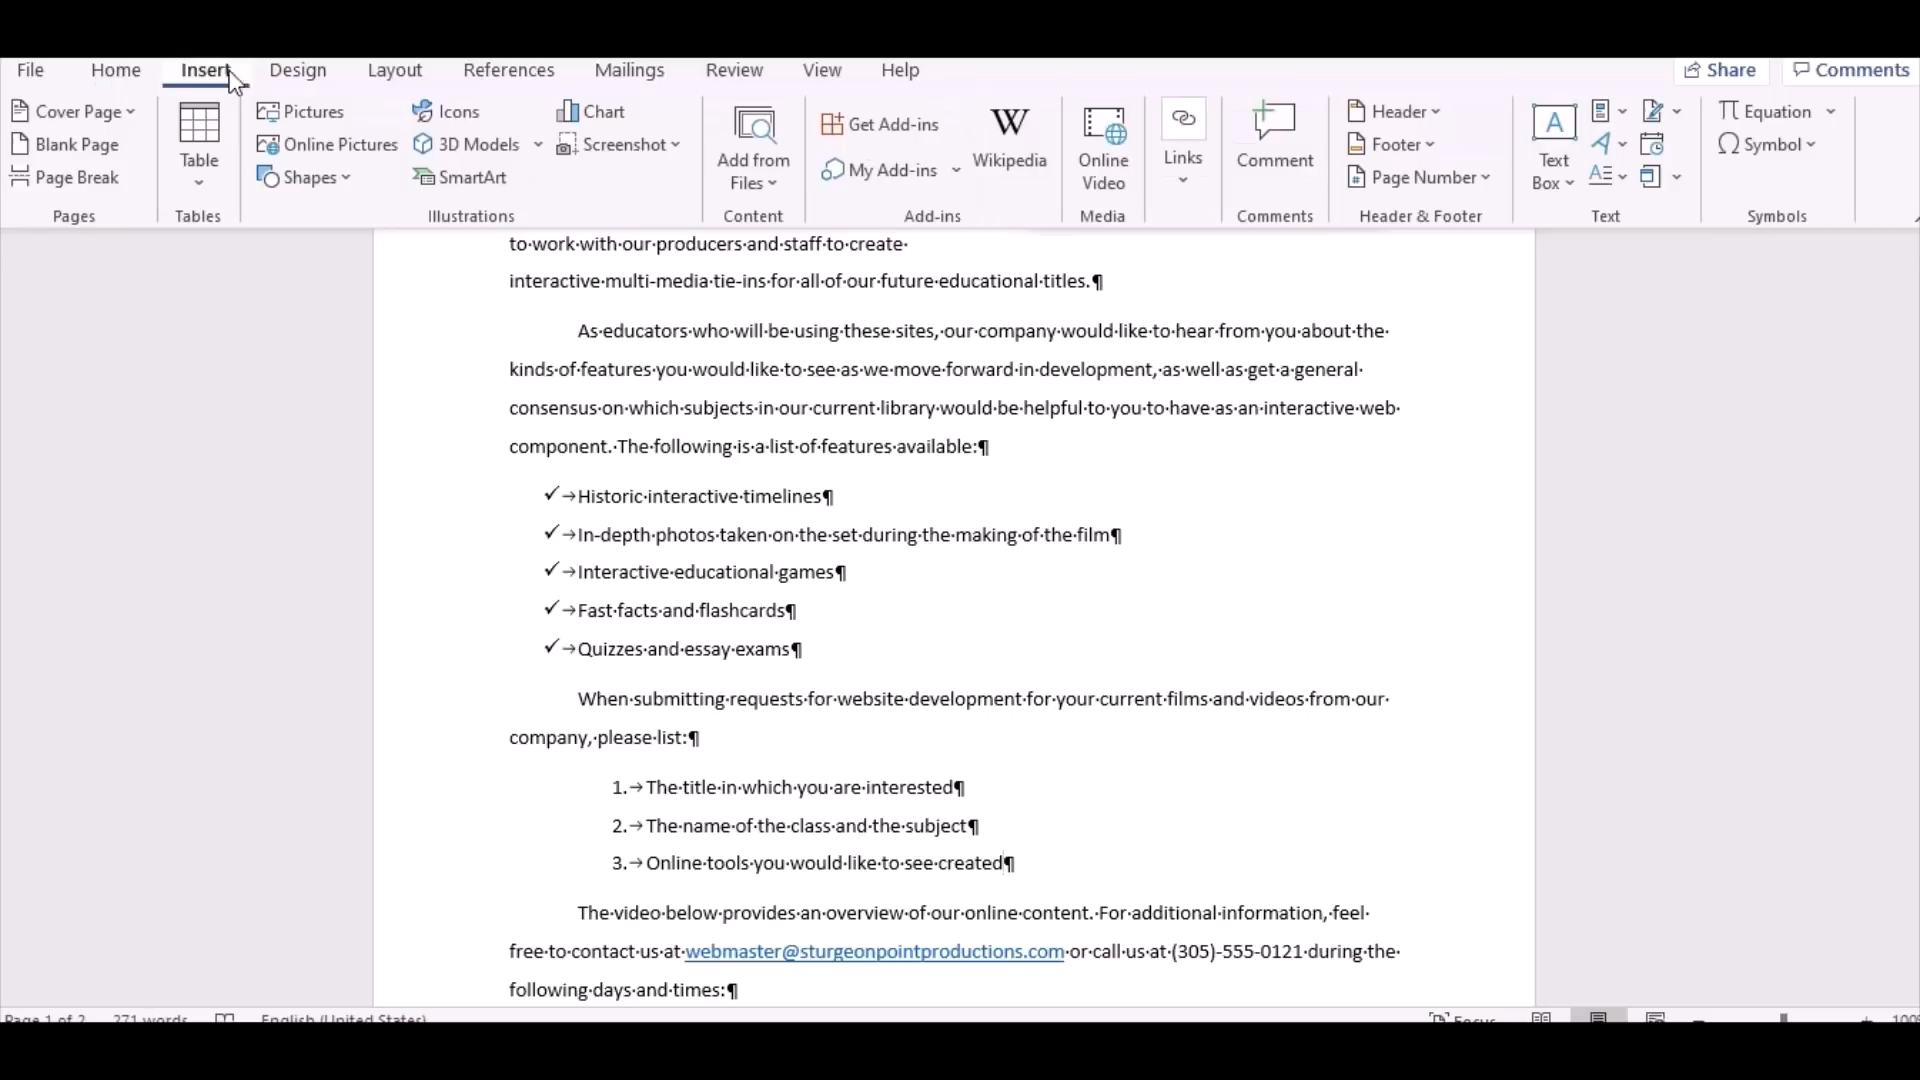 File Home Insert Design Layout References Mailings Review View Help Share Comments
Cover Page
Blank Page
Page Break
Pages
Table
Tables
Pictures
Online Pictures
Shapes
Icons
3D Models
SmartArt
Chart
Screenshot
Illustrations
Add from
Files
Content
Get Add-ins
My Add-ins
Wikipedia
Add-ins
Online
Video
Media
Links
Comment
Comments
Header
Footer
Page Number
Header & Footer
Text
Box
Text
Equation
Symbol
Symbols
to·work·with·our·producers·and·staff·to·create·
interactive·multi-media·tie-ins·for·all·of·our·future·educational·titles.¶
As·educators·who·will·be·using·these·sites,·our·company·would·like·to·hear·from·you·about·the·
kinds·of·features·you·would·like·to·see·as·we·move·forward·in·development,·as·well·as·get·a·general·
consensus·on·which·subjects·in·our·current·library·would·be·helpful·to·you·to·have·as·an·interactive·web·
component.·The·following·is·a·list·of·features·available:¶
✓→Historic·interactive·timelines¶
✓→In-depth·photos·taken·on·the·set·during·the·making·of·the·film¶
✓→Interactive·educational·games¶
✓→Fast·facts·and·flashcards¶
✓→Quizzes·and·essay·exams¶
When·submitting·requests·for·website·development·for·your·current·films·and·videos·from·our·
company,·please·list:¶
1.→The·title·in·which·you·are·interested¶
2.→The·name·of·the·class·and·the·subject¶
3.→Online·tools·you·would·like·to·see·created¶
The·video·below·provides·an·overview·of·our·online·content.·For·additional·information,·feel·
free·to·contact·us·at·webmaster@sturgeonpointproductions.com·or·call·us·at·(305)-555-0121·during·the·
following·days·and·times:¶
Page 1 of 2 271 words English (United States) Focus 100%